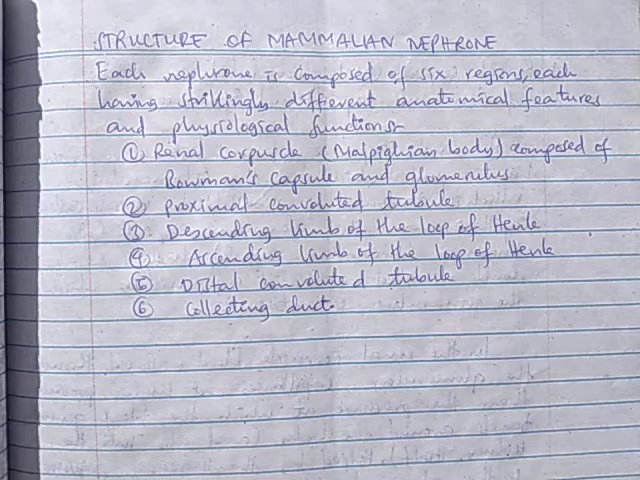 STRUCTURE OF MAMMALIAN NEPHRONE
Each nephrone is composed of six regions, each
having strikingly different anatomical features
and physiological functions
① Renal corpuscle (Malpighian body) composed of
Bowman's capsule and glomerulus
② proximal convoluted tubule
③ Descending limb of the loop of Henle
④ Ascending limb of the loop of Henle
⑤ Distal convoluted tubule
⑥ Collecting duct.